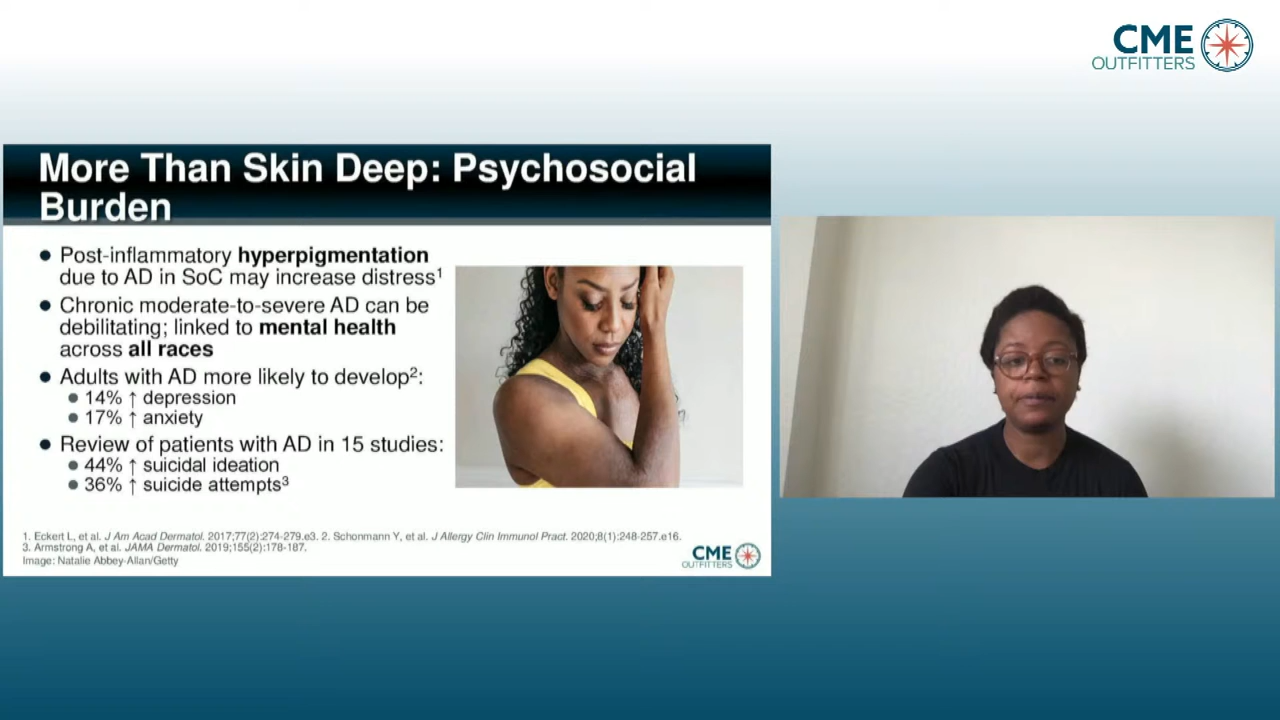 CME
OUTFITTERS
More Than Skin Deep: Psychosocial
Burden
● Post-inflammatory hyperpigmentation
due to AD in SoC may increase distress1
● Chronic moderate-to-severe AD can be
debilitating; linked to mental health
across all races
● Adults with AD more likely to develop2:
● 14% ↑ depression
● 17% ↑ anxiety
● Review of patients with AD in 15 studies:
● 44% ↑ suicidal ideation
● 36% ↑ suicide attempts3
1. Eckert L, et al. J Am Acad Dermatol. 2017;77(2):274-279.e3. 2. Schonmann Y, et al. J Allergy Clin Immunol Pract. 2020;8(1):248-257.e16.
3. Armstrong A, et al. JAMA Dermatol. 2019;155(2):178-187.
Image: Natalie Abbey-Allan/Getty
CME
OUTFITTERS